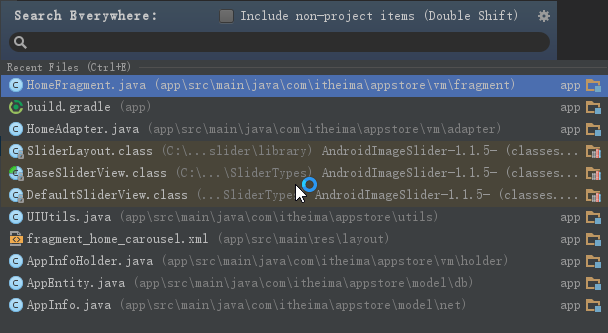 Search Everywhere: Include non-project items (Double Shift)
Recent Files (Ctrl+E)
HomeFragment.java (app\src\main\java\com\itheima\appstore\vm\fragment) app
build.gradle (app) app
HomeAdapter.java (app\src\main\java\com\itheima\appstore\vm\adapter) app
SliderLayout.class (C:\...slider\library) AndroidImageSlider-1.1.5- (classes...
BaseSliderView.class (C:\...\SliderTypes) AndroidImageSlider-1.1.5- (classes...
DefaultSliderView.class (...SliderTypes) AndroidImageSlider-1.1.5- (classes...
UIUtils.java (app\src\main\java\com\itheima\appstore\utils) app
fragment_home_carousel.xml (app\src\main\res\layout) app
AppInfoHolder.java (app\src\main\java\com\itheima\appstore\vm\holder) app
AppEntity.java (app\src\main\java\com\itheima\appstore\model\db) app
AppInfo.java (app\src\main\java\com\itheima\appstore\model\net) app